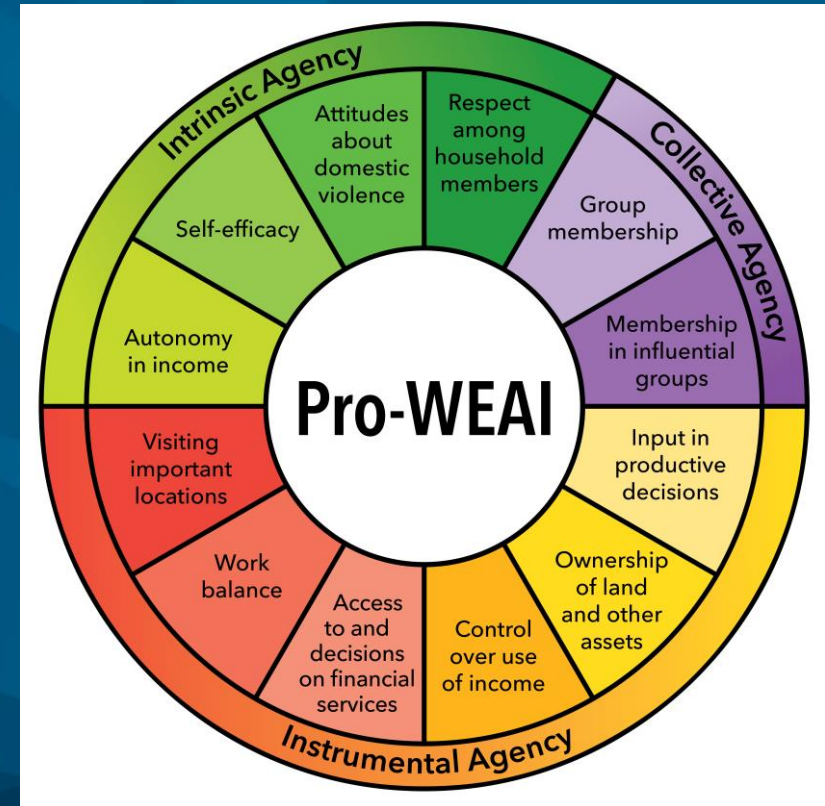 Intrinsic Agency
Attitudes
about
domestic
violence
Respect
among
household
members
Collective Agency
Group
membership
Self-efficacy
Membership
in influential
groups
Autonomy
in income
Pro-WEAI
Visiting
important
locations
Input in
productive
decisions
Work
balance
Ownership
of land
and other
assets
Access
to and
decisions
on financial
services
Control
over use
of income
Instrumental Agency